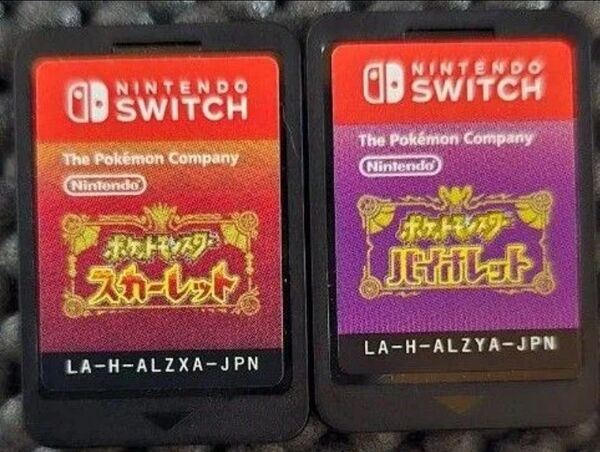 NINTENDO
SWITCH
The Pokémon Company
Nintendo
ポケットモンスター
スカーレット
LA-H-ALZXA-JPN
NINTENDO
SWITCH
The Pokémon Company
Nintendo
ポケットモンスター
バイオレット
LA-H-ALZYA-JPN